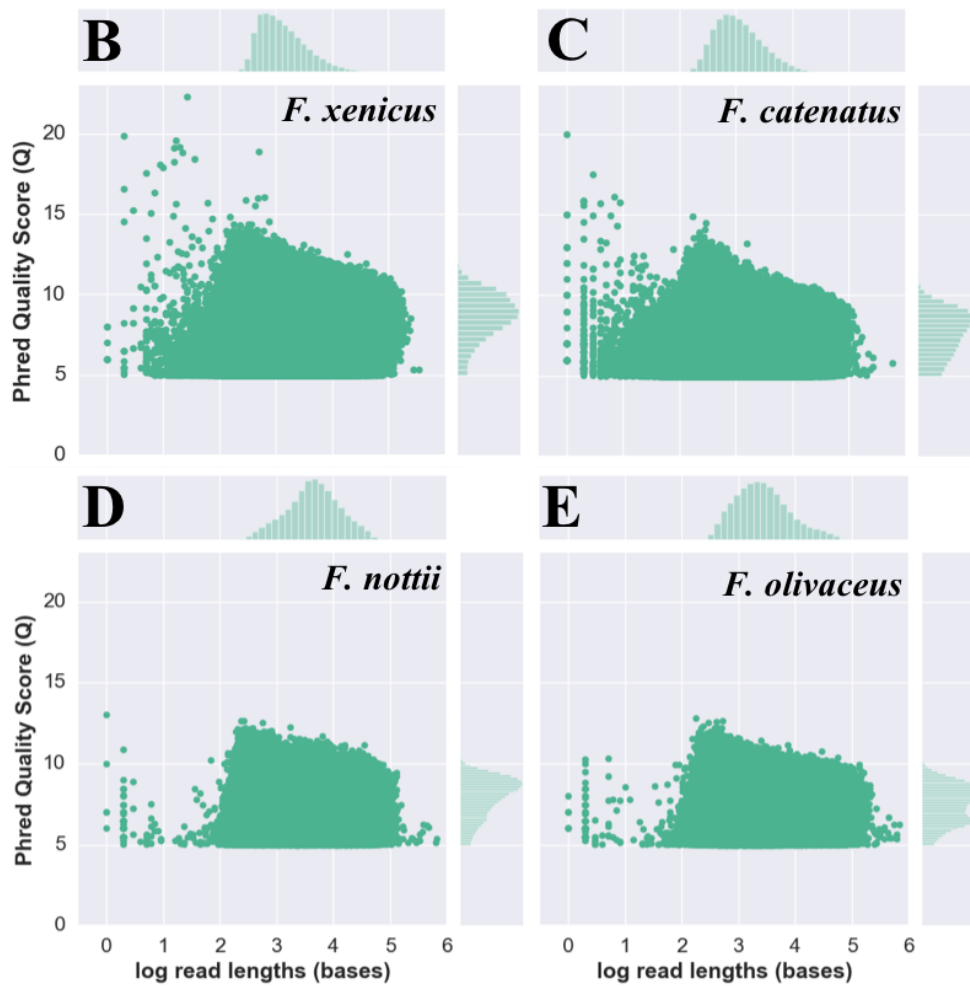 B
C
F. xenicus
F. catenatus
Phred Quality Score (Q)
20
15
10
5
0
D
E
F. nottii
F. olivaceus
Phred Quality Score (Q)
20
15
10
5
0
0 1 2 3 4 5 6
0 1 2 3 4 5 6
log read lengths (bases)
log read lengths (bases)